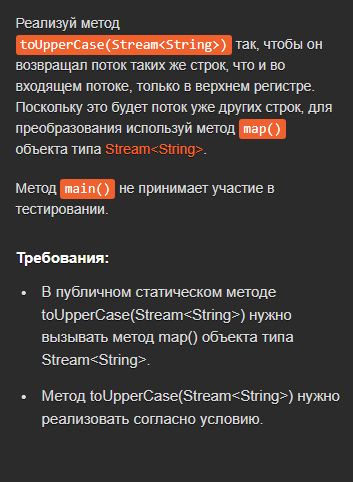 Реализуй метод
toUpperCase(Stream<String>) так, чтобы он
возвращал поток таких же строк, что и во
входящем потоке, только в верхнем регистре.
Поскольку это будет поток уже других строк, для
преобразования используй метод map()
объекта типа Stream<String>.
Метод main() не принимает участие в
тестировании.
Требования:
• В публичном статическом методе
toUpperCase(Stream<String>) нужно
вызывать метод map() объекта типа
Stream<String>.
• Метод toUpperCase(Stream<String>) нужно
реализовать согласно условию.